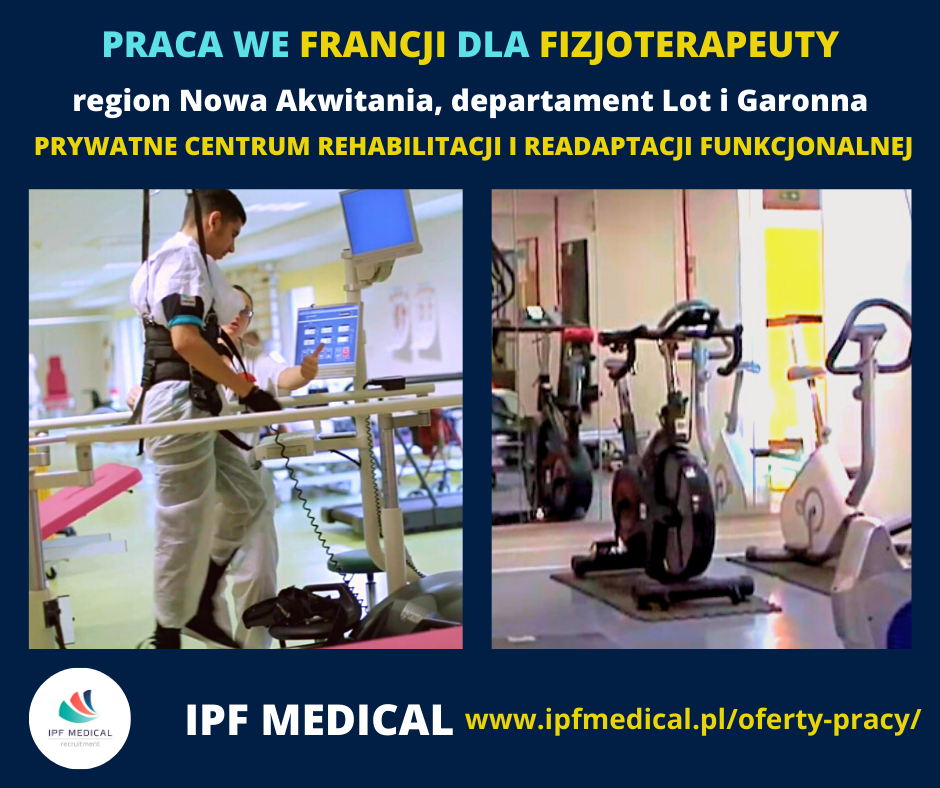 PRACA WE FRANCJI DLA FIZJOTERAPEUTY
region Nowa Akwitania, departament Lot i Garonna
PRYWATNE CENTRUM REHABILITACJI I READAPTACJI FUNKCJONALNEJ
IPF MEDICAL
recruitment
IPF MEDICAL www.ipfmedical.pl/oferty-pracy/